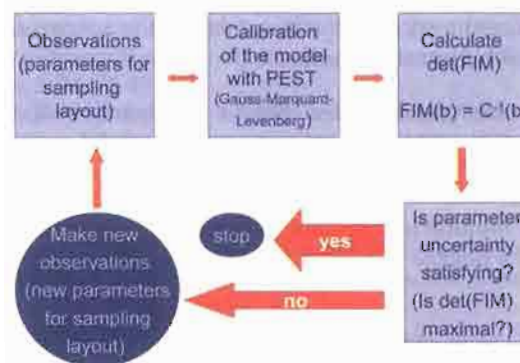 Observations
(parameters for
sampling
layout)
Calibration
of the model
with PEST
(Gauss-Marquard-
Levenberg)
Calculate
det(FIM)
FIM(b) = C⁻¹(b
Is parameter
uncertainty
satisfying?
(Is det(FIM)
maximal?)
yes
stop
no
Make new
observations
(new parameters
for sampling
layout)